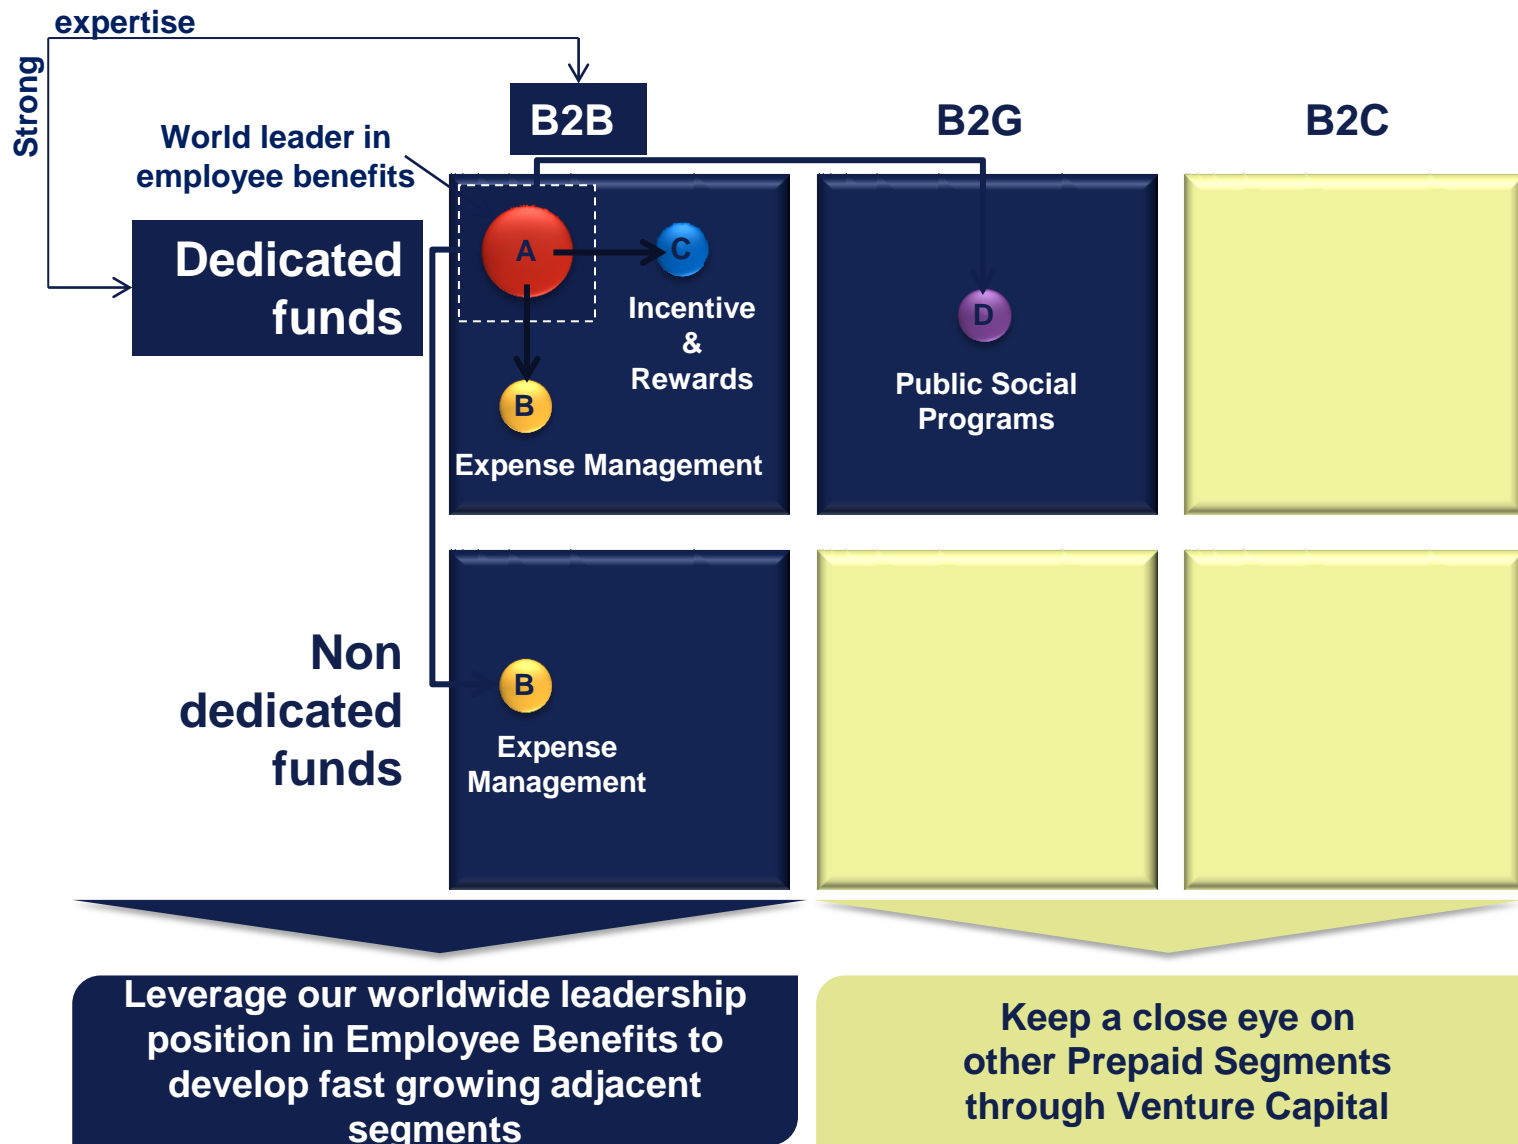 Strong
expertise
B2B
B2G
B2C
World leader in
employee benefits
Dedicated
funds
A
C
Incentive
&
Rewards
B
Expense Management
D
Public Social
Programs
Non
dedicated
funds
B
Expense
Management
Leverage our worldwide leadership
position in Employee Benefits to
develop fast growing adjacent
segments
Keep a close eye on
other Prepaid Segments
through Venture Capital